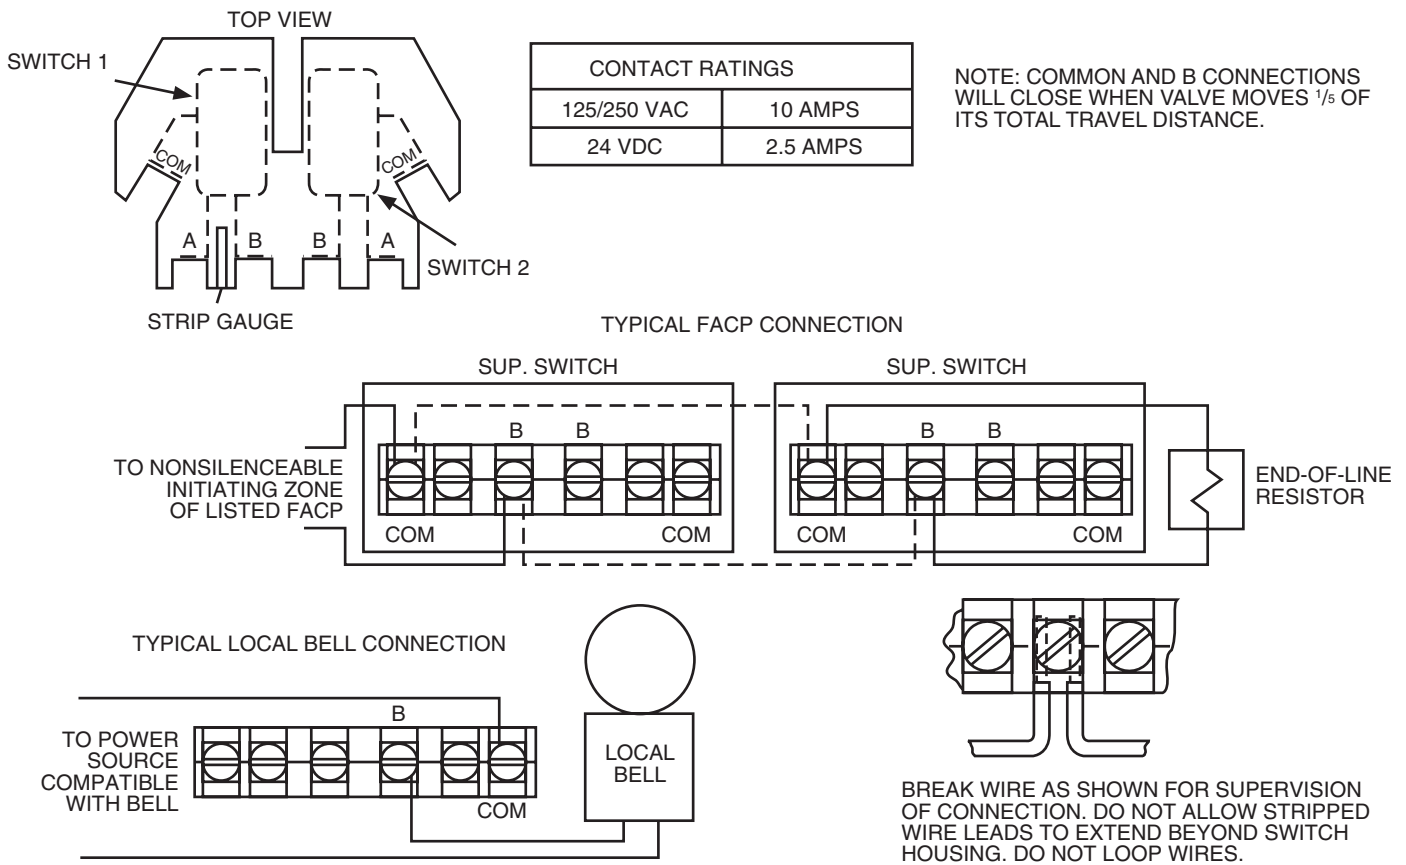 TOP VIEW
SWITCH 1
COM
COM
A
B
B
A
SWITCH 2
STRIP GAUGE
CONTACT RATINGS
125/250 VAC 10 AMPS
24 VDC 2.5 AMPS
NOTE: COMMON AND B CONNECTIONS
WILL CLOSE WHEN VALVE MOVES 1/5 OF
ITS TOTAL TRAVEL DISTANCE.
TYPICAL FACP CONNECTION
SUP. SWITCH
SUP. SWITCH
B
B
B
B
TO NONSILENCEABLE
INITIATING ZONE
OF LISTED FACP
COM
COM
COM
COM
END-OF-LINE
RESISTOR
TYPICAL LOCAL BELL CONNECTION
B
TO POWER
SOURCE
COMPATIBLE
WITH BELL
COM
LOCAL
BELL
BREAK WIRE AS SHOWN FOR SUPERVISION
OF CONNECTION. DO NOT ALLOW STRIPPED
WIRE LEADS TO EXTEND BEYOND SWITCH
HOUSING. DO NOT LOOP WIRES.